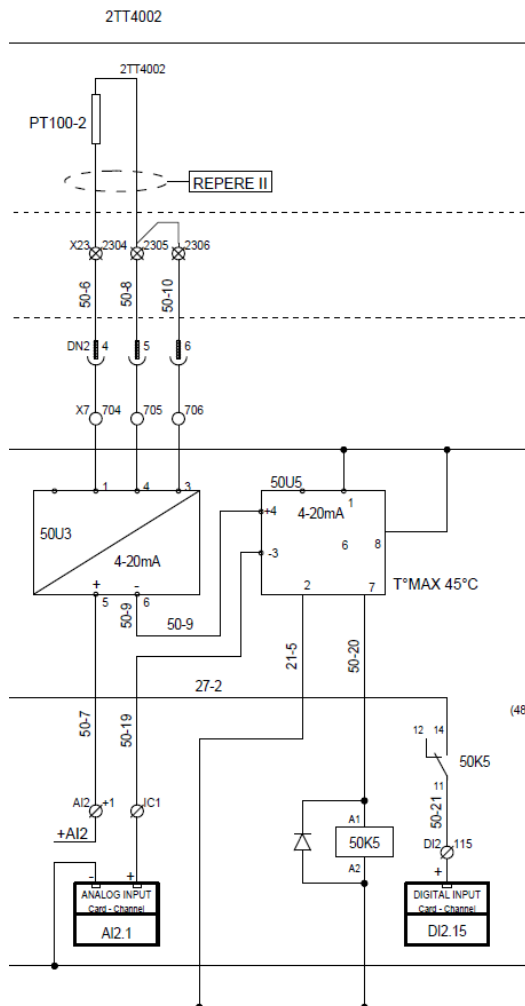 2TT4002
2TT4002
PT100-2
REPERE II
X23 2304 2305 2306
50-6 50-8 50-10
DN2 4 5 6
X7 704 705 706
1 4 3
50U3
4-20mA
+ -
5 6
50U5
1
4-20mA
+4
-3
6 8
2 7
T°MAX 45°C
50-9
50-9
21-5
50-20
27-2
(48
50-7
50-19
12 14
50K5
11
50-21
AI2 +1 IC1
+AI2
A1
50K5
A2
DI2 115
- +
ANALOG INPUT
Card - Channel
AI2.1
+
DIGITAL INPUT
Card - Channel
DI2.15